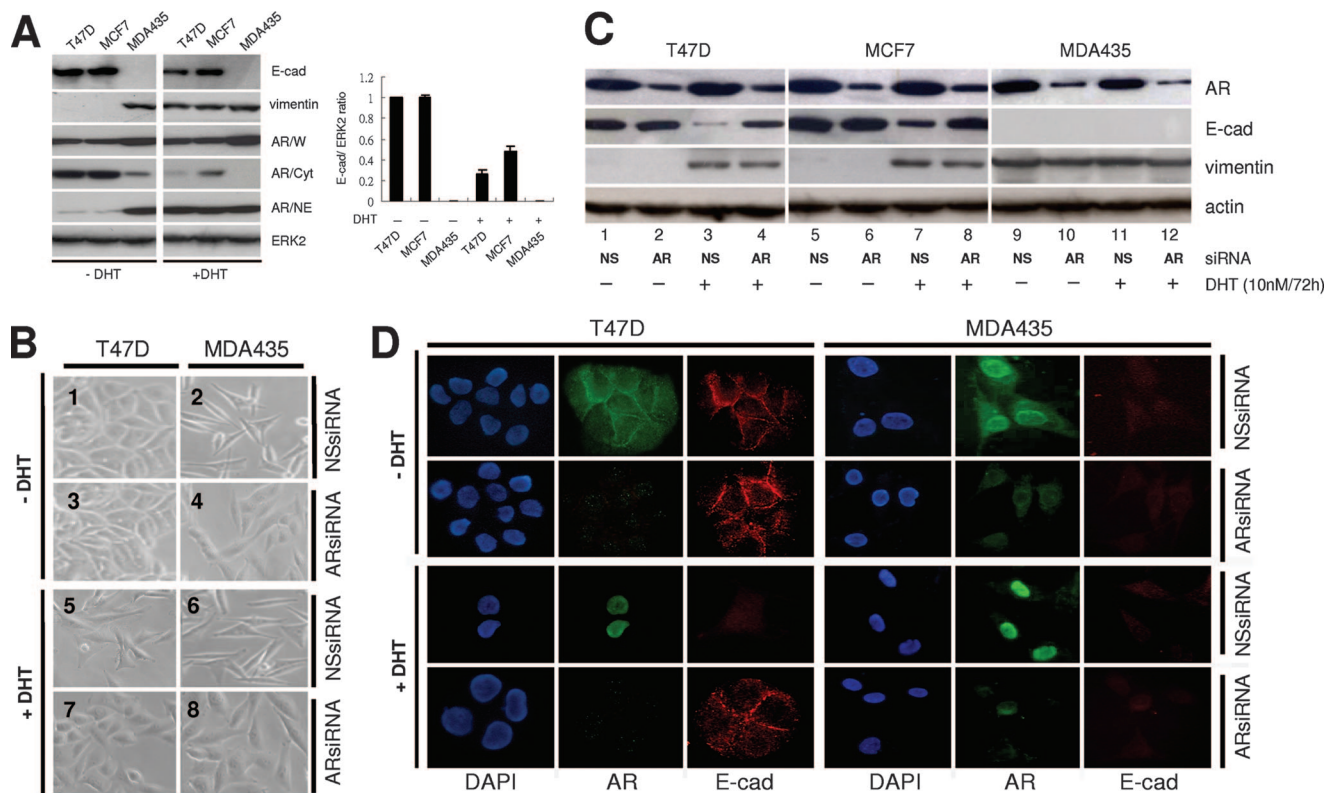 A
T47D MCF7 MDA435 T47D MCF7 MDA435
E-cad
vimentin
AR/W
AR/Cyt
AR/NE
ERK2
- DHT +DHT
E-cad/ ERK2 ratio
1.2
1
0.8
0.6
0.4
0.2
0
DHT – – – + + +
T47D MCF7 MDA435 T47D MCF7 MDA435
C
T47D MCF7 MDA435
AR
E-cad
vimentin
actin
1 2 3 4 5 6 7 8 9 10 11 12
NS AR NS AR NS AR NS AR NS AR NS AR siRNA
– – + + – – + + – – + + DHT (10nM/72h)
B
T47D MDA435
- DHT
1 2 NSsiRNA
3 4 ARsiRNA
+ DHT
5 6 NSsiRNA
7 8 ARsiRNA
D
T47D MDA435
- DHT
NSsiRNA
ARsiRNA
+ DHT
NSsiRNA
ARsiRNA
DAPI AR E-cad DAPI AR E-cad